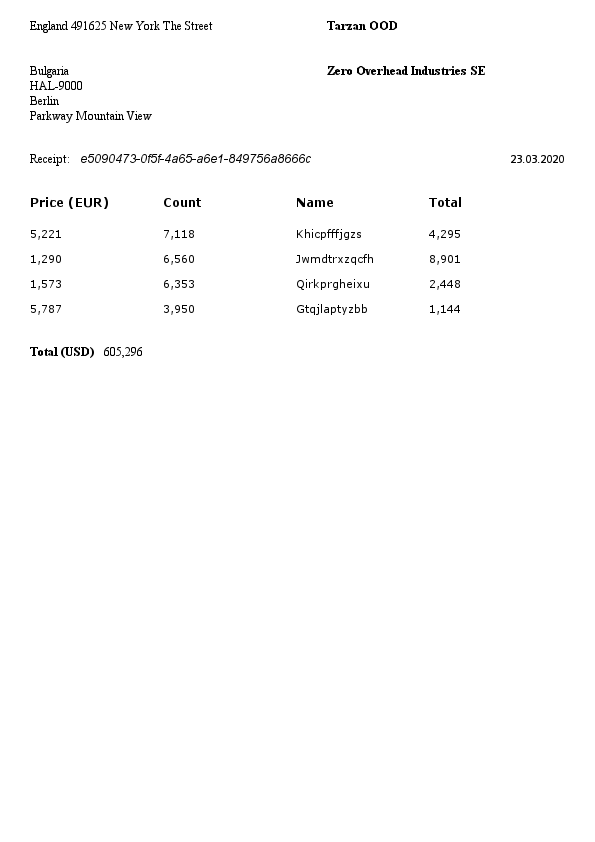 England 491625 New York The Street Tarzan OOD
Bulgaria Zero Overhead Industries SE
HAL-9000
Berlin
Parkway Mountain View
Receipt: e5090473-0f5f-4a65-a6e1-849756a8666c 23.03.2020
Price (EUR) Count Name Total
5,221 7,118 Khicpfffjgzs 4,295
1,290 6,560 Jwmdtrxzqcfh 8,901
1,573 6,353 Qirkprgheixu 2,448
5,787 3,950 Gtqjlaptyzbb 1,144
Total (USD) 605,296